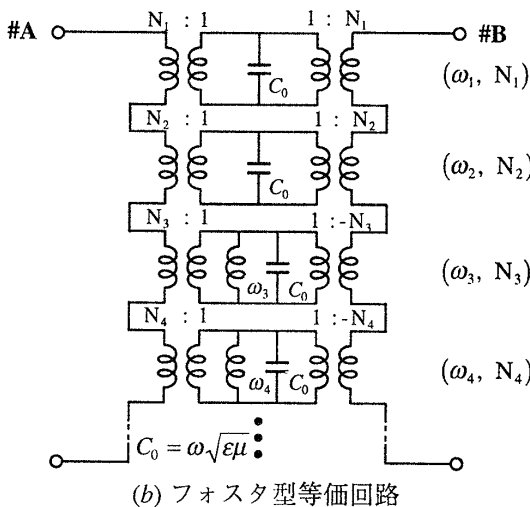 N₁ : 1   1 : N₁
#A   #B
C₀   (ω₁, N₁)
N₂ : 1   1 : N₂
C₀   (ω₂, N₂)
N₃ : 1   1 :-N₃
ω₃   C₀   (ω₃, N₃)
N₄ : 1   1 :-N₄
ω₄   C₀   (ω₄, N₄)
C₀ = ω√εμ
(b) フォスタ型等価回路